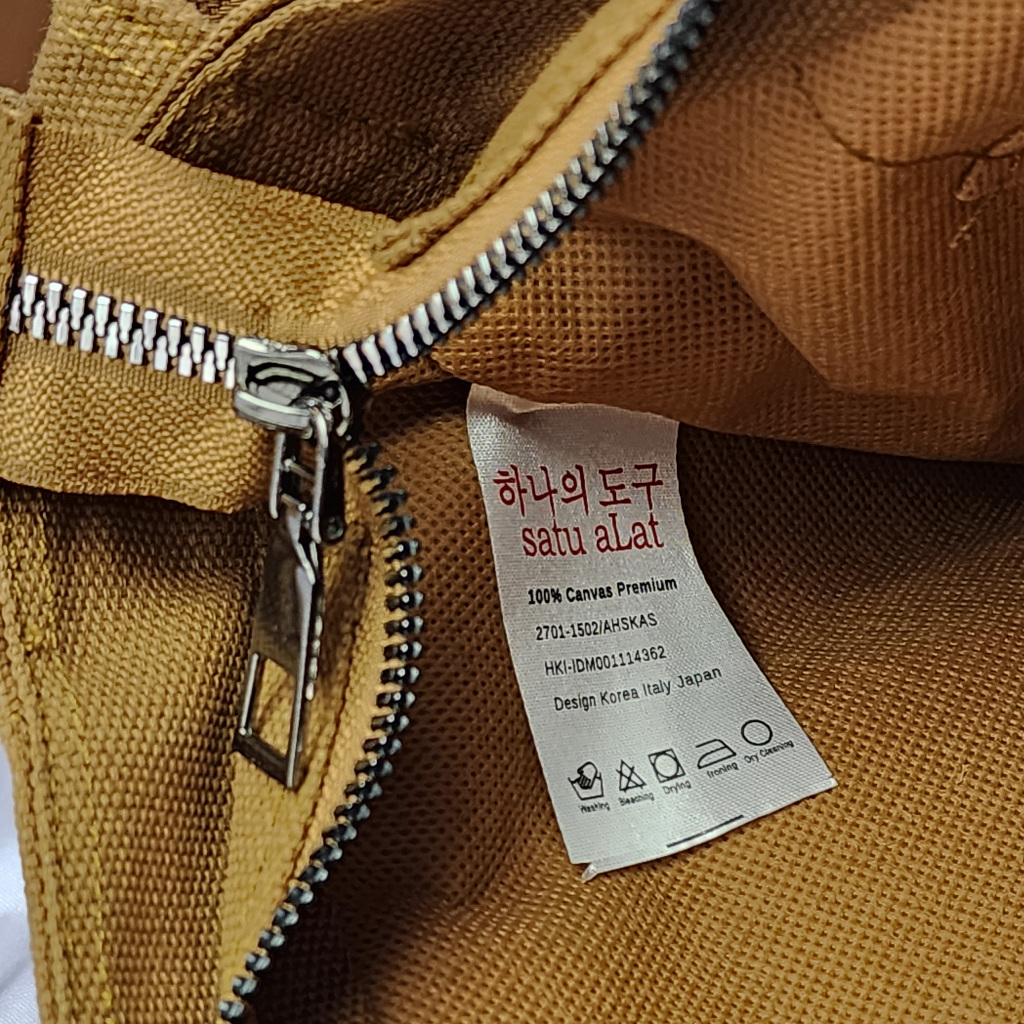 하나의 도구
satu aLat
100% Canvas Premium
2701-1502/AHSKAS
HKI-IDM001114362
Design Korea Italy Japan
Washing Bleaching Drying Ironing Dry Cleaning